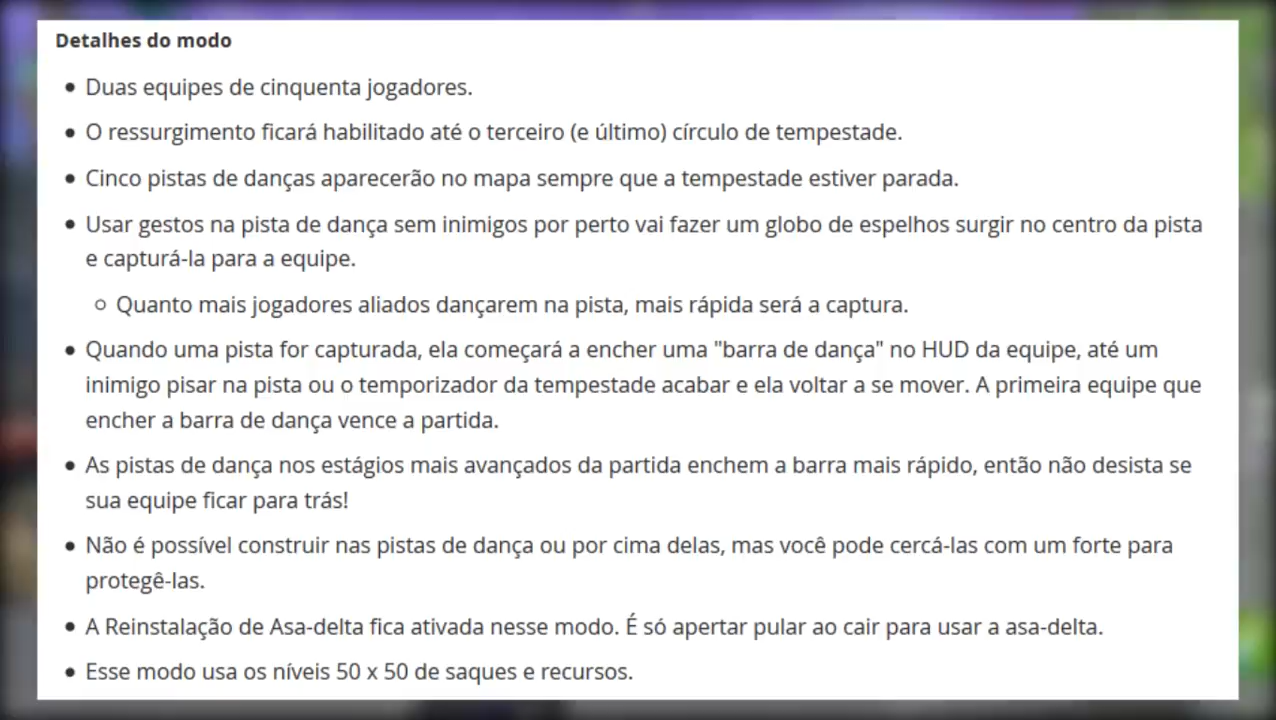 Detalhes do modo
• Duas equipes de cinquenta jogadores.
• O ressurgimento ficará habilitado até o terceiro (e último) círculo de tempestade.
• Cinco pistas de danças aparecerão no mapa sempre que a tempestade estiver parada.
• Usar gestos na pista de dança sem inimigos por perto vai fazer um globo de espelhos surgir no centro da pista
e capturá-la para a equipe.
○ Quanto mais jogadores aliados dançarem na pista, mais rápida será a captura.
• Quando uma pista for capturada, ela começará a encher uma "barra de dança" no HUD da equipe, até um
inimigo pisar na pista ou o temporizador da tempestade acabar e ela voltar a se mover. A primeira equipe que
encher a barra de dança vence a partida.
• As pistas de dança nos estágios mais avançados da partida enchem a barra mais rápido, então não desista se
sua equipe ficar para trás!
• Não é possível construir nas pistas de dança ou por cima delas, mas você pode cercá-las com um forte para
protegê-las.
• A Reinstalação de Asa-delta fica ativada nesse modo. É só apertar pular ao cair para usar a asa-delta.
• Esse modo usa os níveis 50 x 50 de saques e recursos.